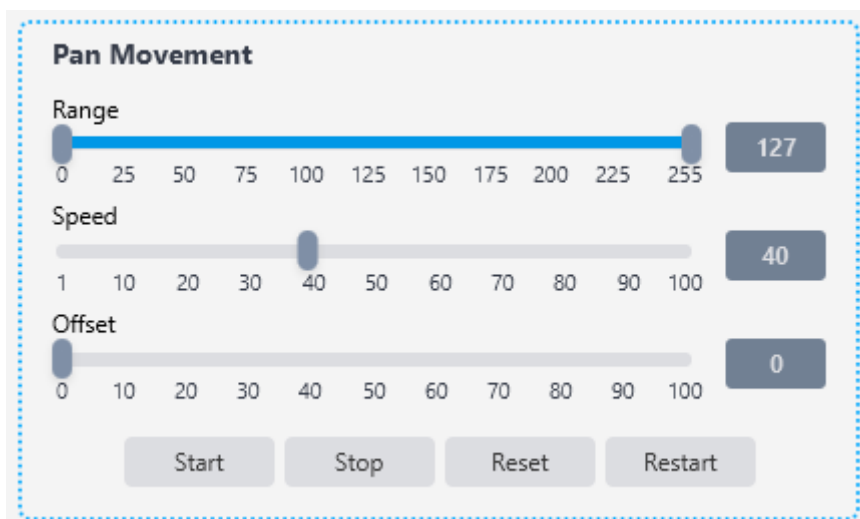 Pan Movement
Range
127
0 25 50 75 100 125 150 175 200 225 255
Speed
40
1 10 20 30 40 50 60 70 80 90 100
Offset
0
0 10 20 30 40 50 60 70 80 90 100
Start Stop Reset Restart